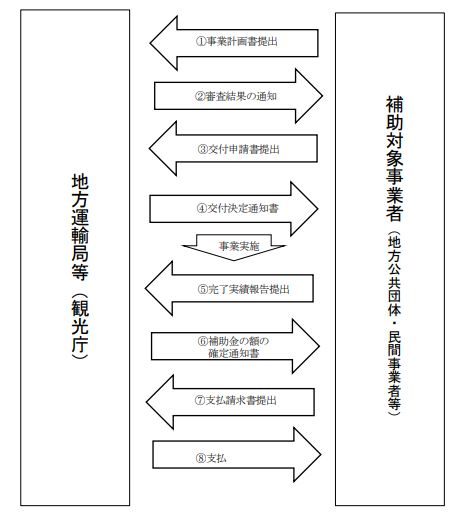 地方運輸局等（観光庁）
①事業計画書提出
②審査結果の通知
③交付申請書提出
④交付決定通知書
事業実施
⑤完了実績報告提出
⑥補助金の額の
確定通知書
⑦支払請求書提出
⑧支払
補助対象事業者（地方公共団体・民間事業者等）